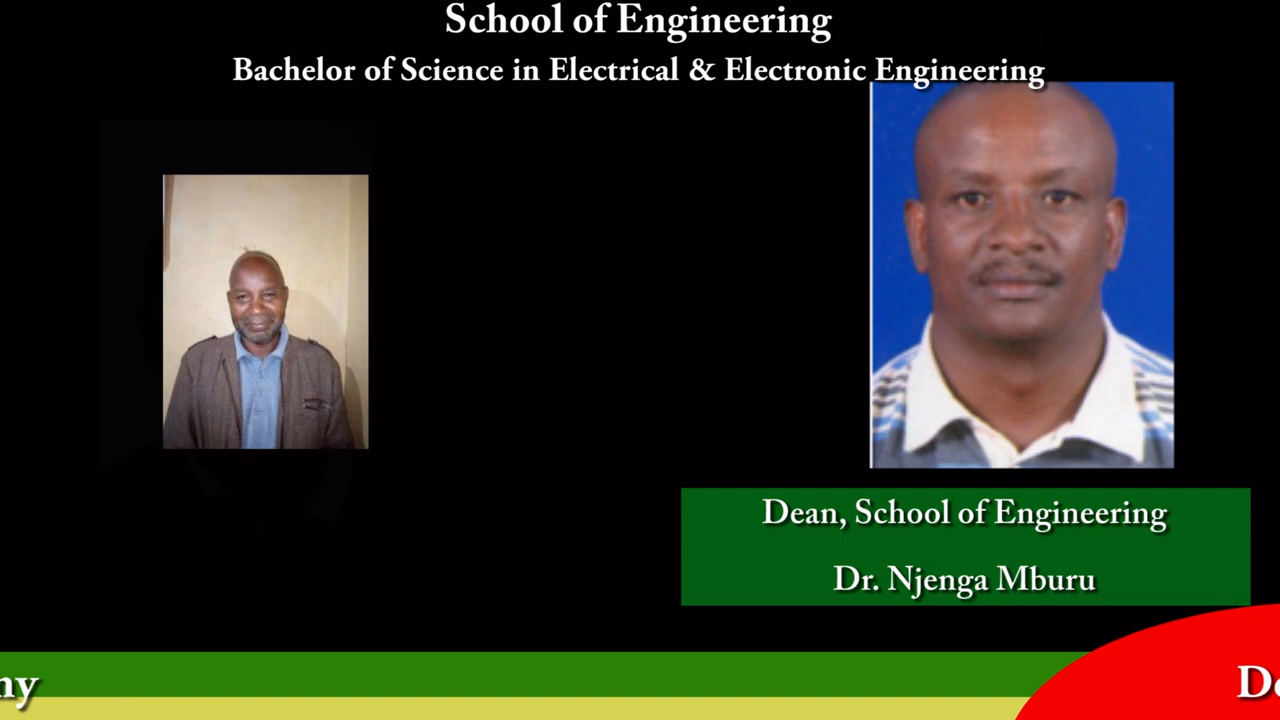 School of Engineering
Bachelor of Science in Electrical & Electronic Engineering
Dean, School of Engineering
Dr. Njenga Mburu